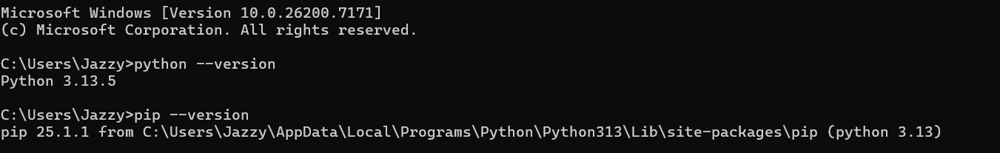 Microsoft Windows [Version 10.0.26200.7171]
(c) Microsoft Corporation. All rights reserved.
C:\Users\Jazzy>python --version
Python 3.13.5
C:\Users\Jazzy>pip --version
pip 25.1.1 from C:\Users\Jazzy\AppData\Local\Programs\Python\Python313\Lib\site-packages\pip (python 3.13)